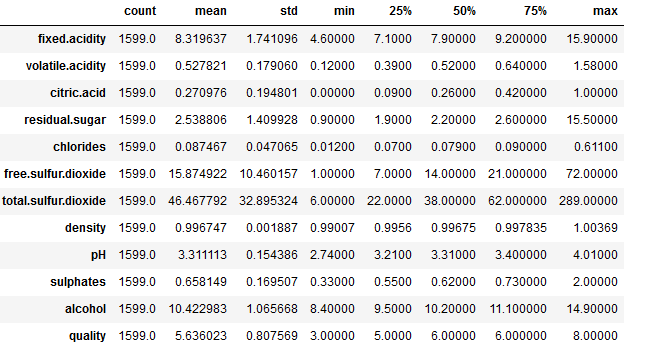 count mean std min 25% 50% 75% max
fixed.acidity 1599.0 8.319637 1.741096 4.60000 7.1000 7.90000 9.200000 15.90000
volatile.acidity 1599.0 0.527821 0.179060 0.12000 0.3900 0.52000 0.640000 1.58000
citric.acid 1599.0 0.270976 0.194801 0.00000 0.0900 0.26000 0.420000 1.00000
residual.sugar 1599.0 2.538806 1.409928 0.90000 1.9000 2.20000 2.600000 15.50000
chlorides 1599.0 0.087467 0.047065 0.01200 0.0700 0.07900 0.090000 0.61100
free.sulfur.dioxide 1599.0 15.874922 10.460157 1.00000 7.0000 14.00000 21.000000 72.00000
total.sulfur.dioxide 1599.0 46.467792 32.895324 6.00000 22.0000 38.00000 62.000000 289.00000
density 1599.0 0.996747 0.001887 0.99007 0.9956 0.99675 0.997835 1.00369
pH 1599.0 3.311113 0.154386 2.74000 3.2100 3.31000 3.400000 4.01000
sulphates 1599.0 0.658149 0.169507 0.33000 0.5500 0.62000 0.730000 2.00000
alcohol 1599.0 10.422983 1.065668 8.40000 9.5000 10.20000 11.100000 14.90000
quality 1599.0 5.636023 0.807569 3.00000 5.0000 6.00000 6.000000 8.00000